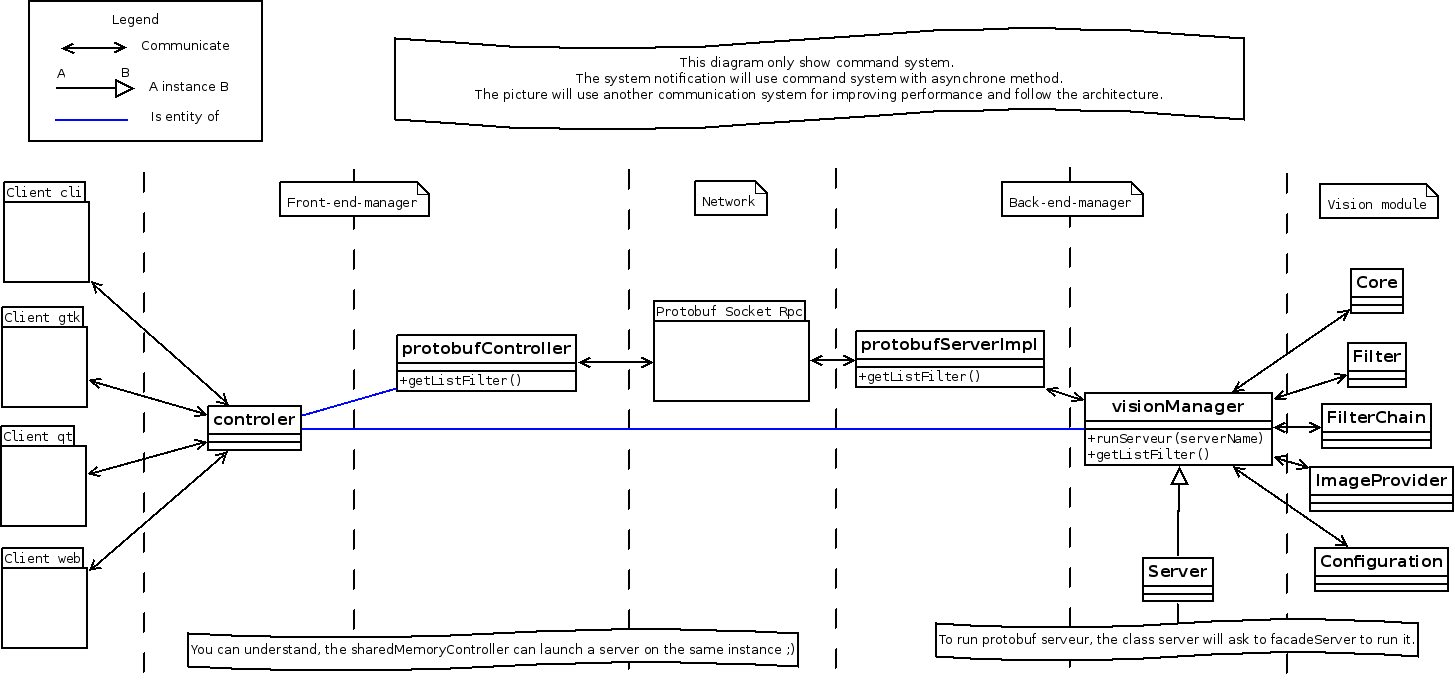 Legend
Communicate
A B
A instance B
Is entity of
This diagram only show command system.
The system notification will use command system with asynchrone method.
The picture will use another communication system for improving performance and follow the architecture.
Front-end-manager
Network
Back-end-manager
Vision module
Client cli
Client gtk
Client qt
Client web
controler
protobufController
+getListFilter()
Protobuf Socket Rpc
protobufServerImpl
+getListFilter()
visionManager
+runServeur(serverName)
+getListFilter()
Core
Filter
FilterChain
ImageProvider
Configuration
Server
You can understand, the sharedMemoryController can launch a server on the same instance ;)
To run protobuf serveur, the class server will ask to facadeServer to run it.